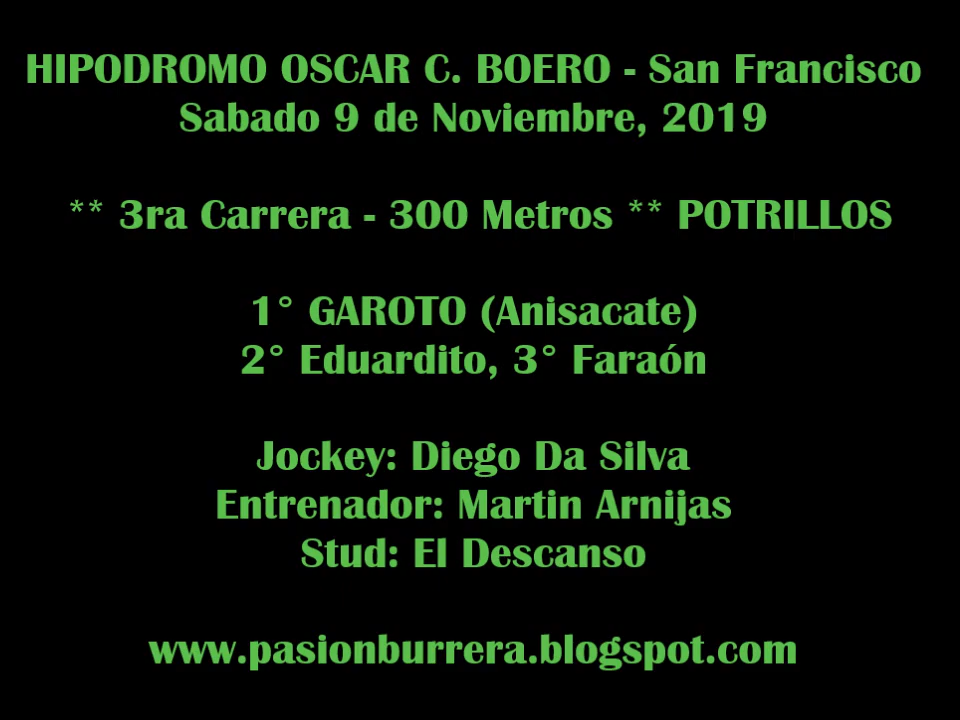 HIPODROMO OSCAR C. BOERO - San Francisco
Sabado 9 de Noviembre, 2019
** 3ra Carrera - 300 Metros ** POTRILLOS
1° GAROTO (Anisacate)
2° Eduardito, 3° Faraón
Jockey: Diego Da Silva
Entrenador: Martin Arnijas
Stud: El Descanso
www.pasionburrera.blogspot.com